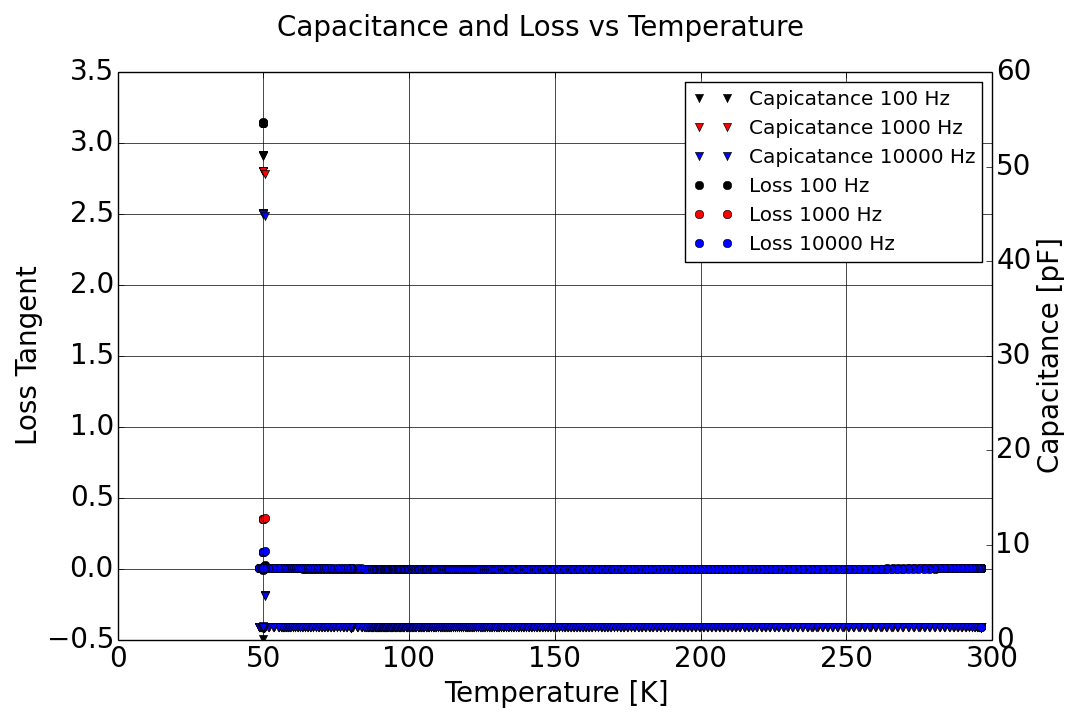 Capacitance and Loss vs Temperature
3.5
3.0
2.5
2.0
1.5
1.0
0.5
0.0
−0.5
Loss Tangent
60
50
40
30
20
10
0
Capacitance [pF]
Capicatance 100 Hz
Capicatance 1000 Hz
Capicatance 10000 Hz
Loss 100 Hz
Loss 1000 Hz
Loss 10000 Hz
0 50 100 150 200 250 300
Temperature [K]